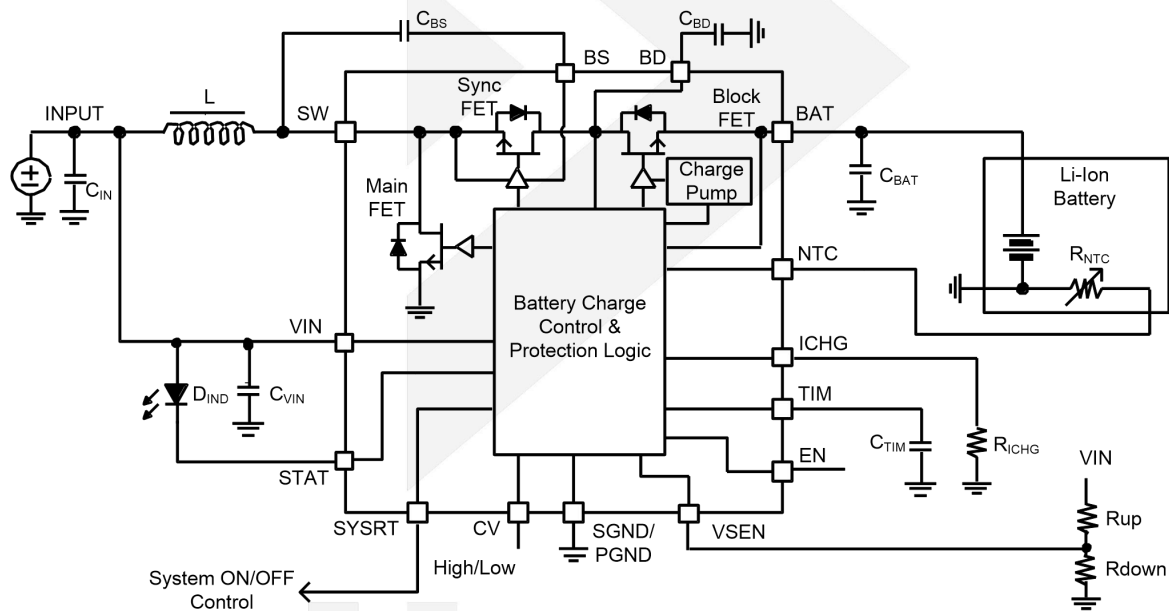 CBS
CBD
BS
BD
INPUT
L
SW
Sync
FET
Block
FET
BAT
CIN
Main
FET
Charge
Pump
CBAT
Li-Ion
Battery
NTC
RNTC
Battery Charge
Control &
Protection Logic
VIN
ICHG
DIND
CVIN
TIM
CTIM
RICHG
STAT
EN
VIN
SYSRT
CV
SGND/
PGND
VSEN
Rup
High/Low
System ON/OFF
Control
Rdown